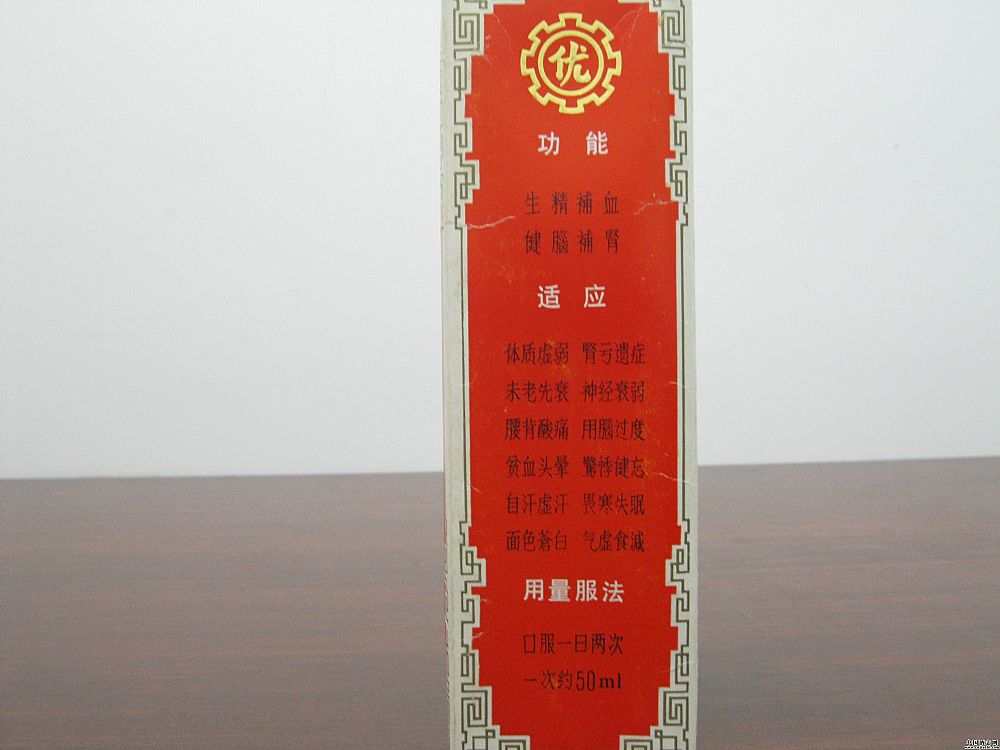 优
功 能
生精補血
健腦補腎
适 应
体质虚弱 腎亏遗症
未老先衰 神经衰弱
腰背酸痛 用腦过度
贫血头暈 驚悸健忘
自汗虚汗 畏寒失眠
面色蒼白 气虚食減
用量服法
口服一日两次
一次约50ml